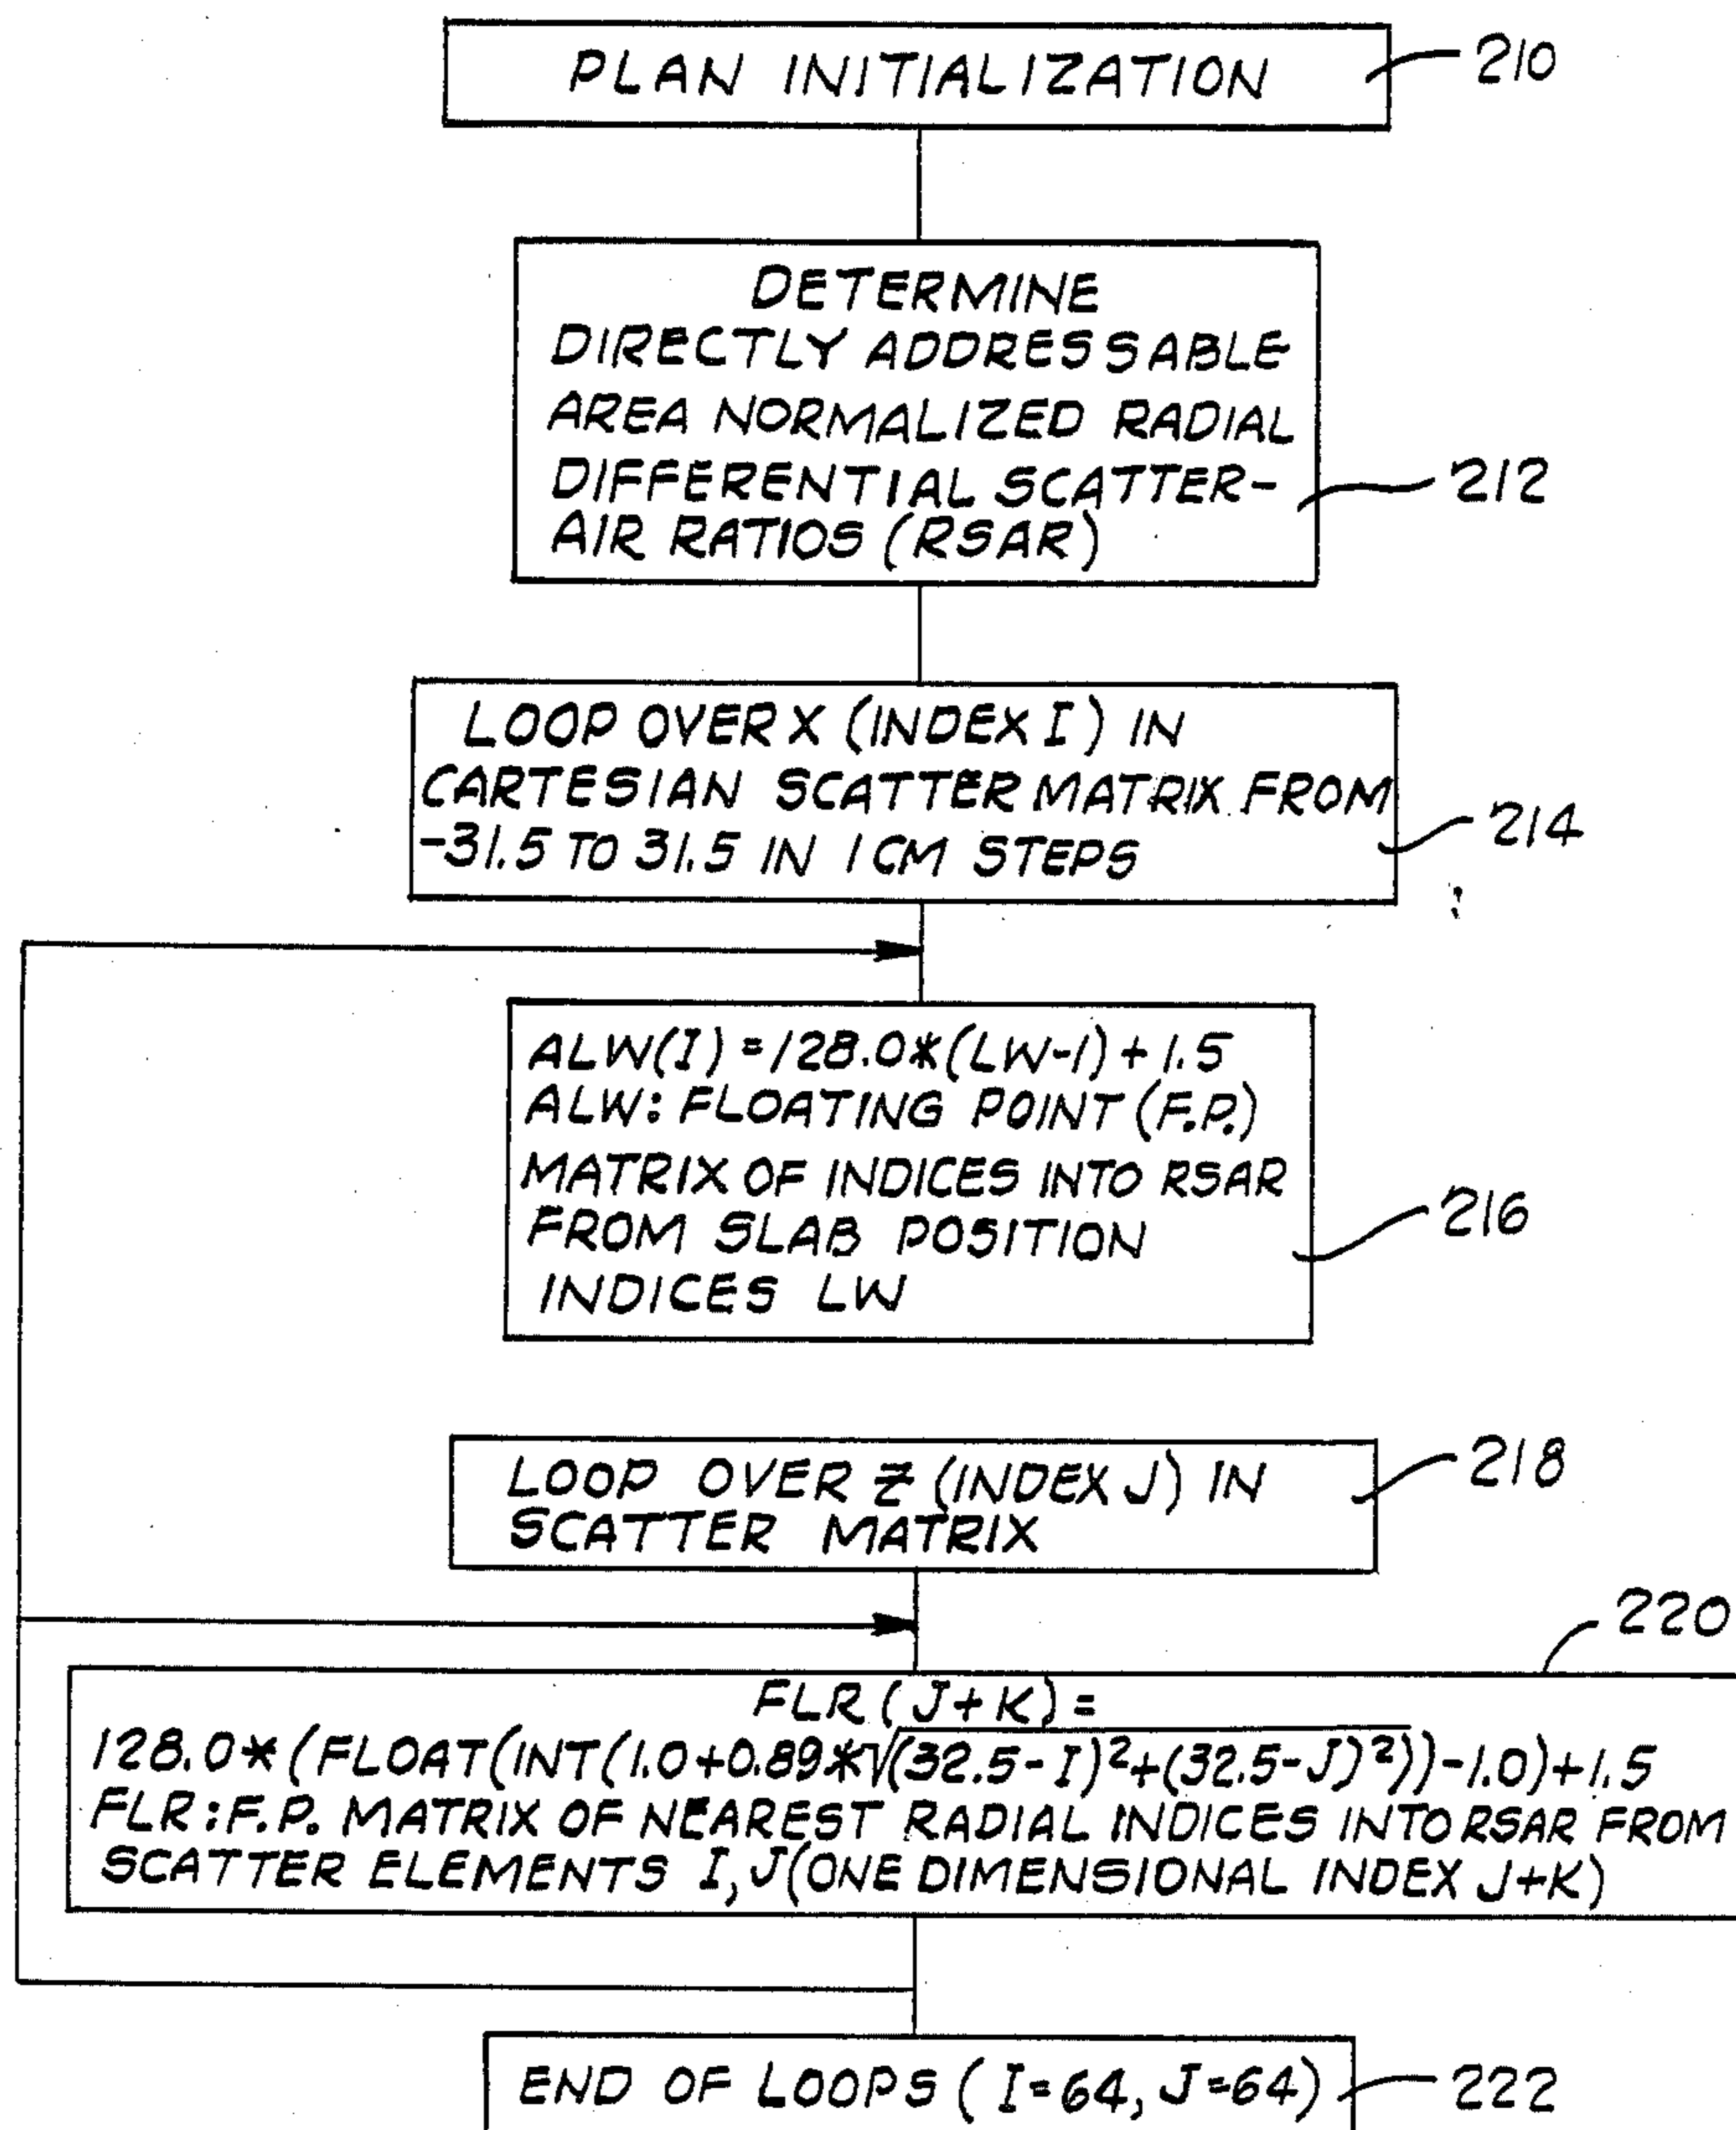 PLAN INITIALIZATION
210
DETERMINE
DIRECTLY ADDRESSABLE
AREA NORMALIZED RADIAL
DIFFERENTIAL SCATTER-
AIR RATIOS (RSAR)
212
LOOP OVER X (INDEX I) IN
CARTESIAN SCATTER MATRIX FROM
-31.5 TO 31.5 IN 1 CM STEPS
214
ALW(I) = 128.0*(LW-1) + 1.5
ALW: FLOATING POINT (F.P.)
MATRIX OF INDICES INTO RSAR
FROM SLAB POSITION
INDICES LW
216
LOOP OVER Z (INDEX J) IN
SCATTER MATRIX
218
220
FLR (J+K) =
128.0*(FLOAT(INT(1.0+0.89*√(32.5-I)²+(32.5-J)²))-1.0)+1.5
FLR: F.P. MATRIX OF NEAREST RADIAL INDICES INTO RSAR FROM
SCATTER ELEMENTS I,J(ONE DIMENSIONAL INDEX J+K)
END OF LOOPS (I=64, J=64)
222